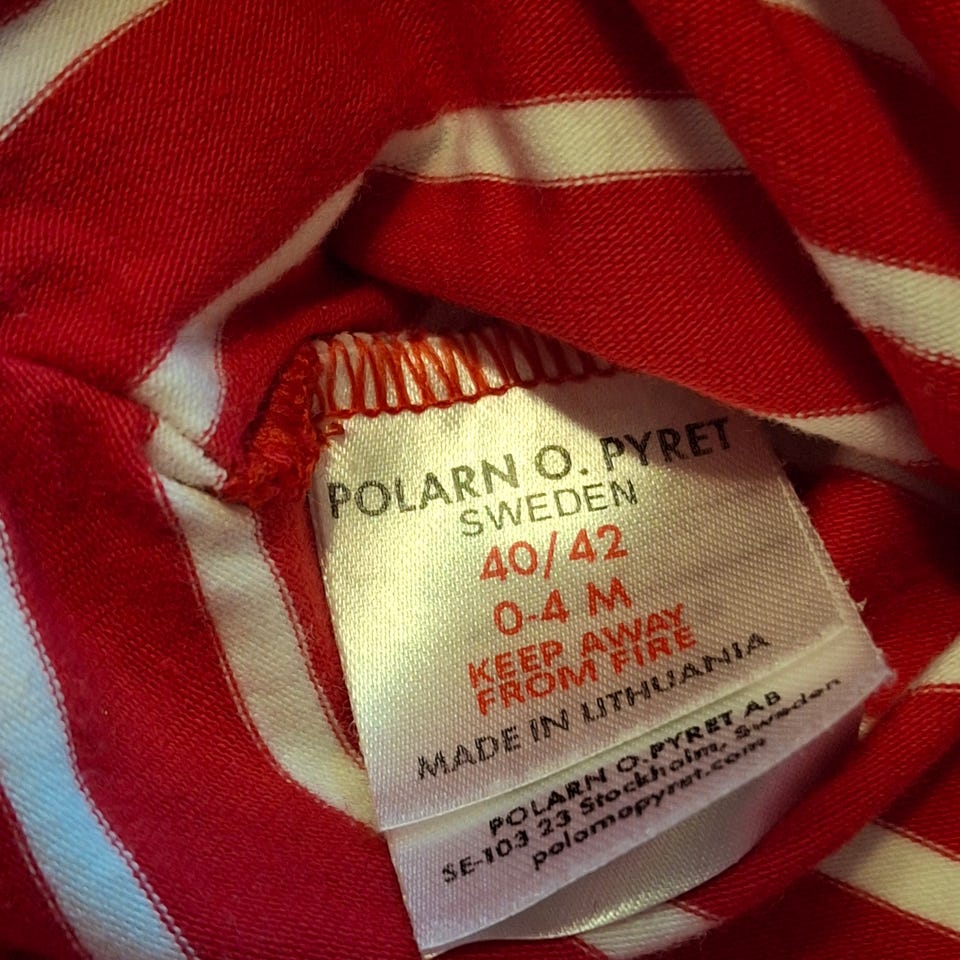 POLARN O. PYRET
SWEDEN
40/42
0-4 M
KEEP AWAY
FROM FIRE
MADE IN LITHUANIA
POLARN O.PYRET AB
SE-103 23 Stockholm, Sweden
polarnopyret.com